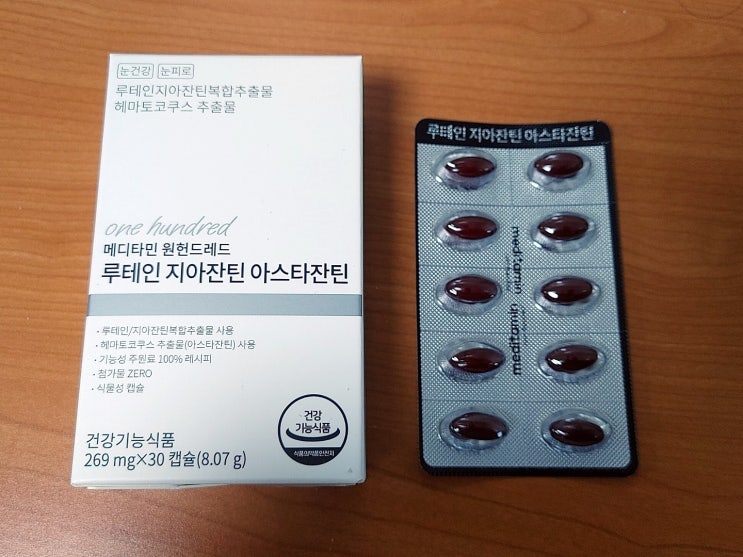 눈건강 눈피로
루테인지아잔틴복합추출물
헤마토코쿠스 추출물
one hundred
메디타민 원헌드레드
루테인 지아잔틴 아스타잔틴
· 루테인/지아잔틴복합추출물 사용
· 헤마토코쿠스 추출물(아스타잔틴) 사용
· 기능성 주원료 100% 레시피
· 첨가물 ZERO
· 식물성 캡슐
건강
기능식품
식품의약품안전처
건강기능식품
269 mg×30 캡슐(8.07 g)
루테인 지아잔틴 아스타잔틴
meditamin
meditamin